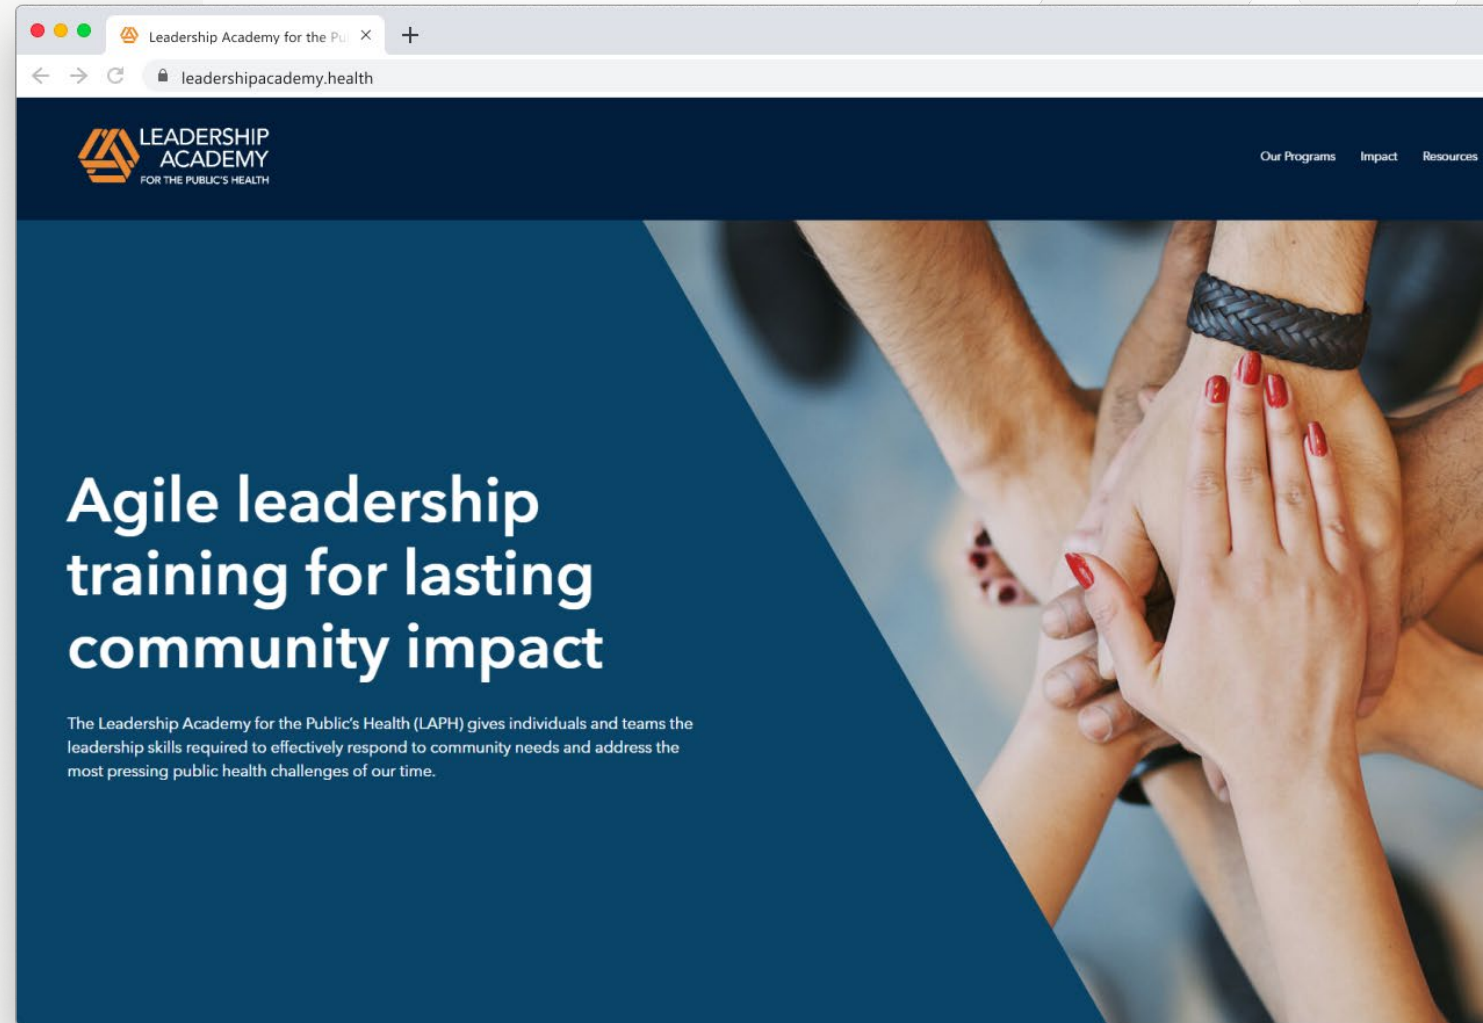 Leadership Academy for the Pu
leadershipacademy.health
LEADERSHIP
ACADEMY
FOR THE PUBLIC'S HEALTH
Our Programs Impact Resources
Agile leadership
training for lasting
community impact
The Leadership Academy for the Public's Health (LAPH) gives individuals and teams the
leadership skills required to effectively respond to community needs and address the
most pressing public health challenges of our time.